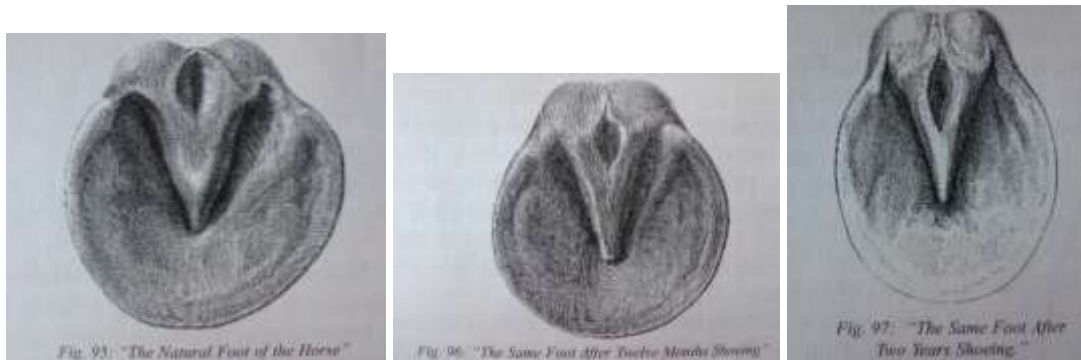 Fig. 95: "The Natural Foot of the Horse"
Fig. 96: "The Same Foot After Twelve Months Shoeing"
Fig. 97: "The Same Foot After
Two Years Shoeing."